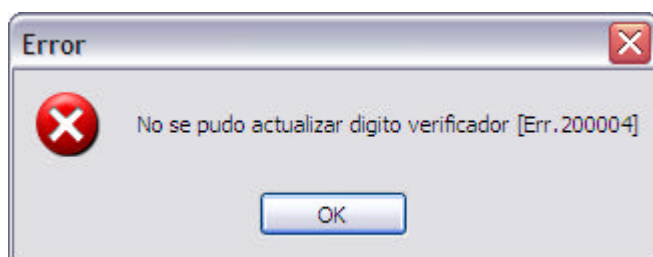 Error
No se pudo actualizar digito verificador [Err.200004]
OK